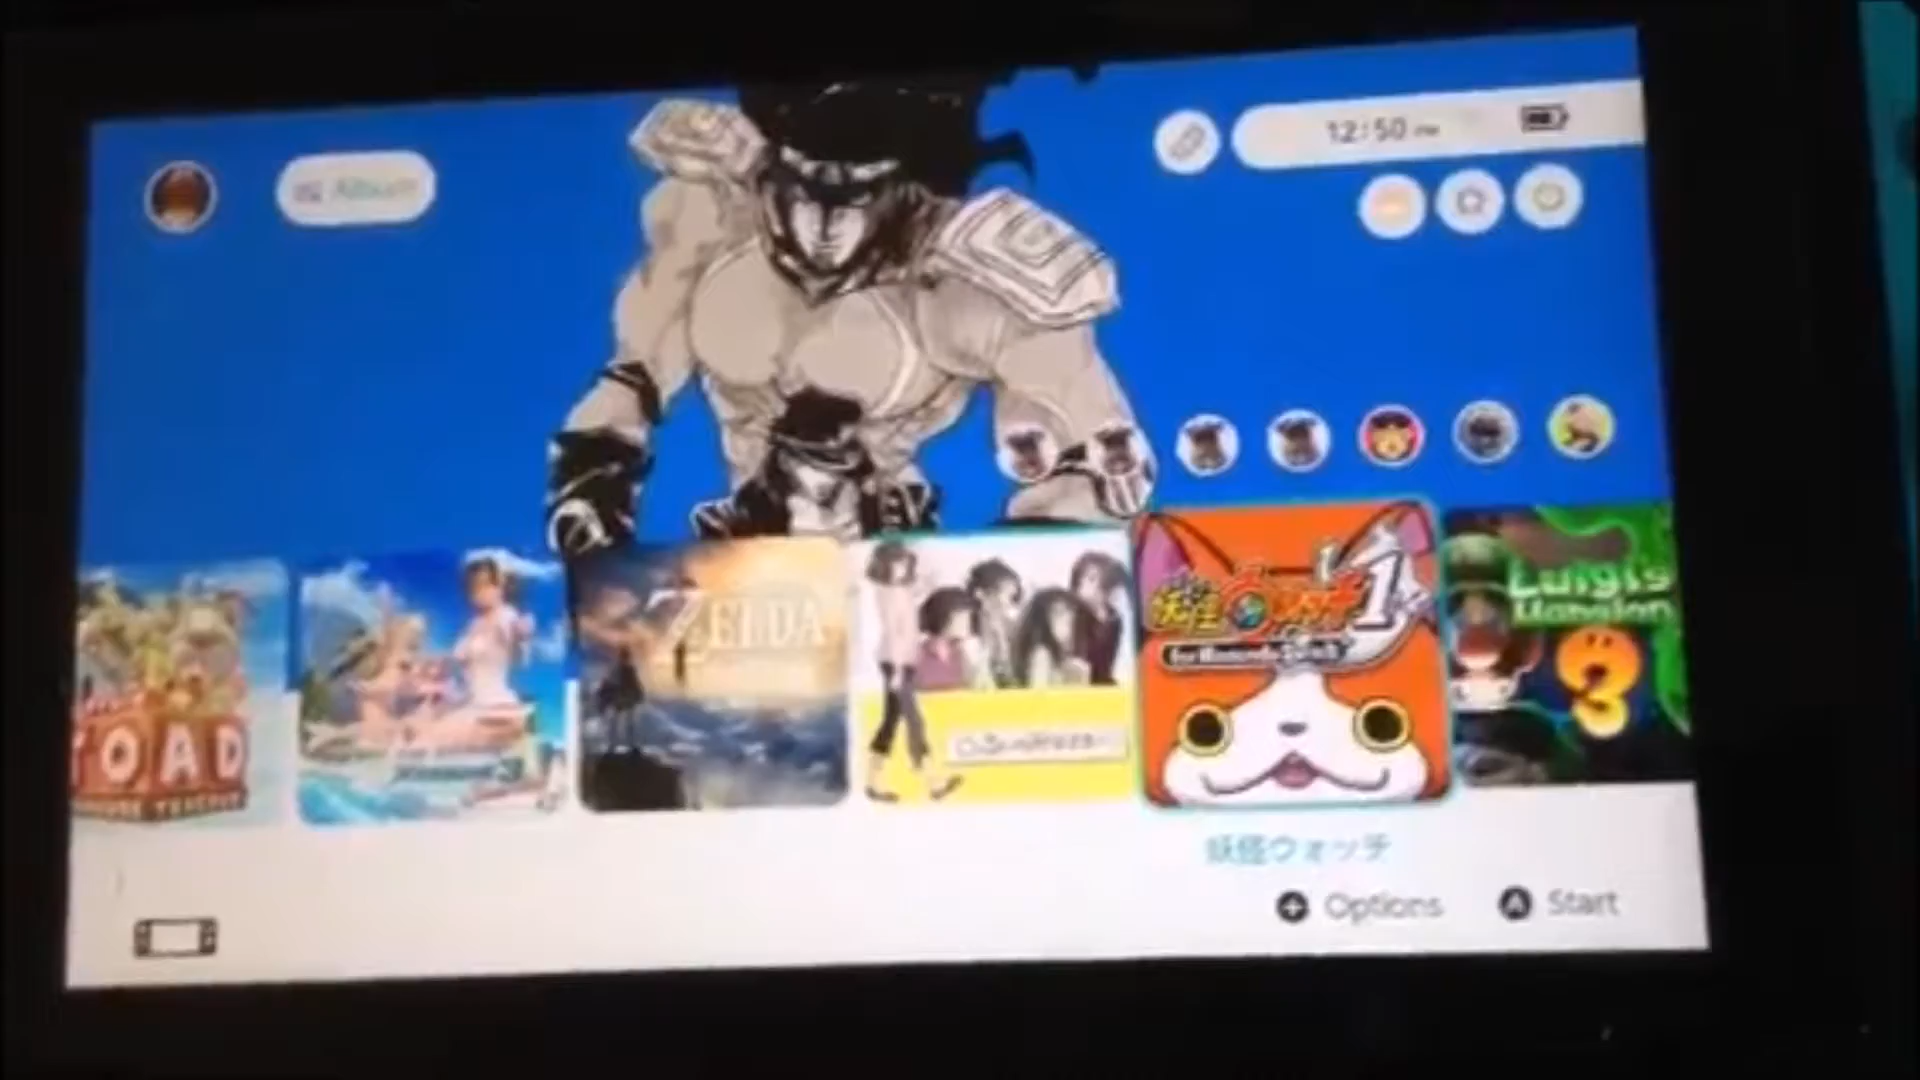 Album
12:50 PM
TOAD
ZELDA
妖怪ウォッチ1
for Nintendo Switch
Luigi's
Mansion
3
妖怪ウォッチ
Options
Start